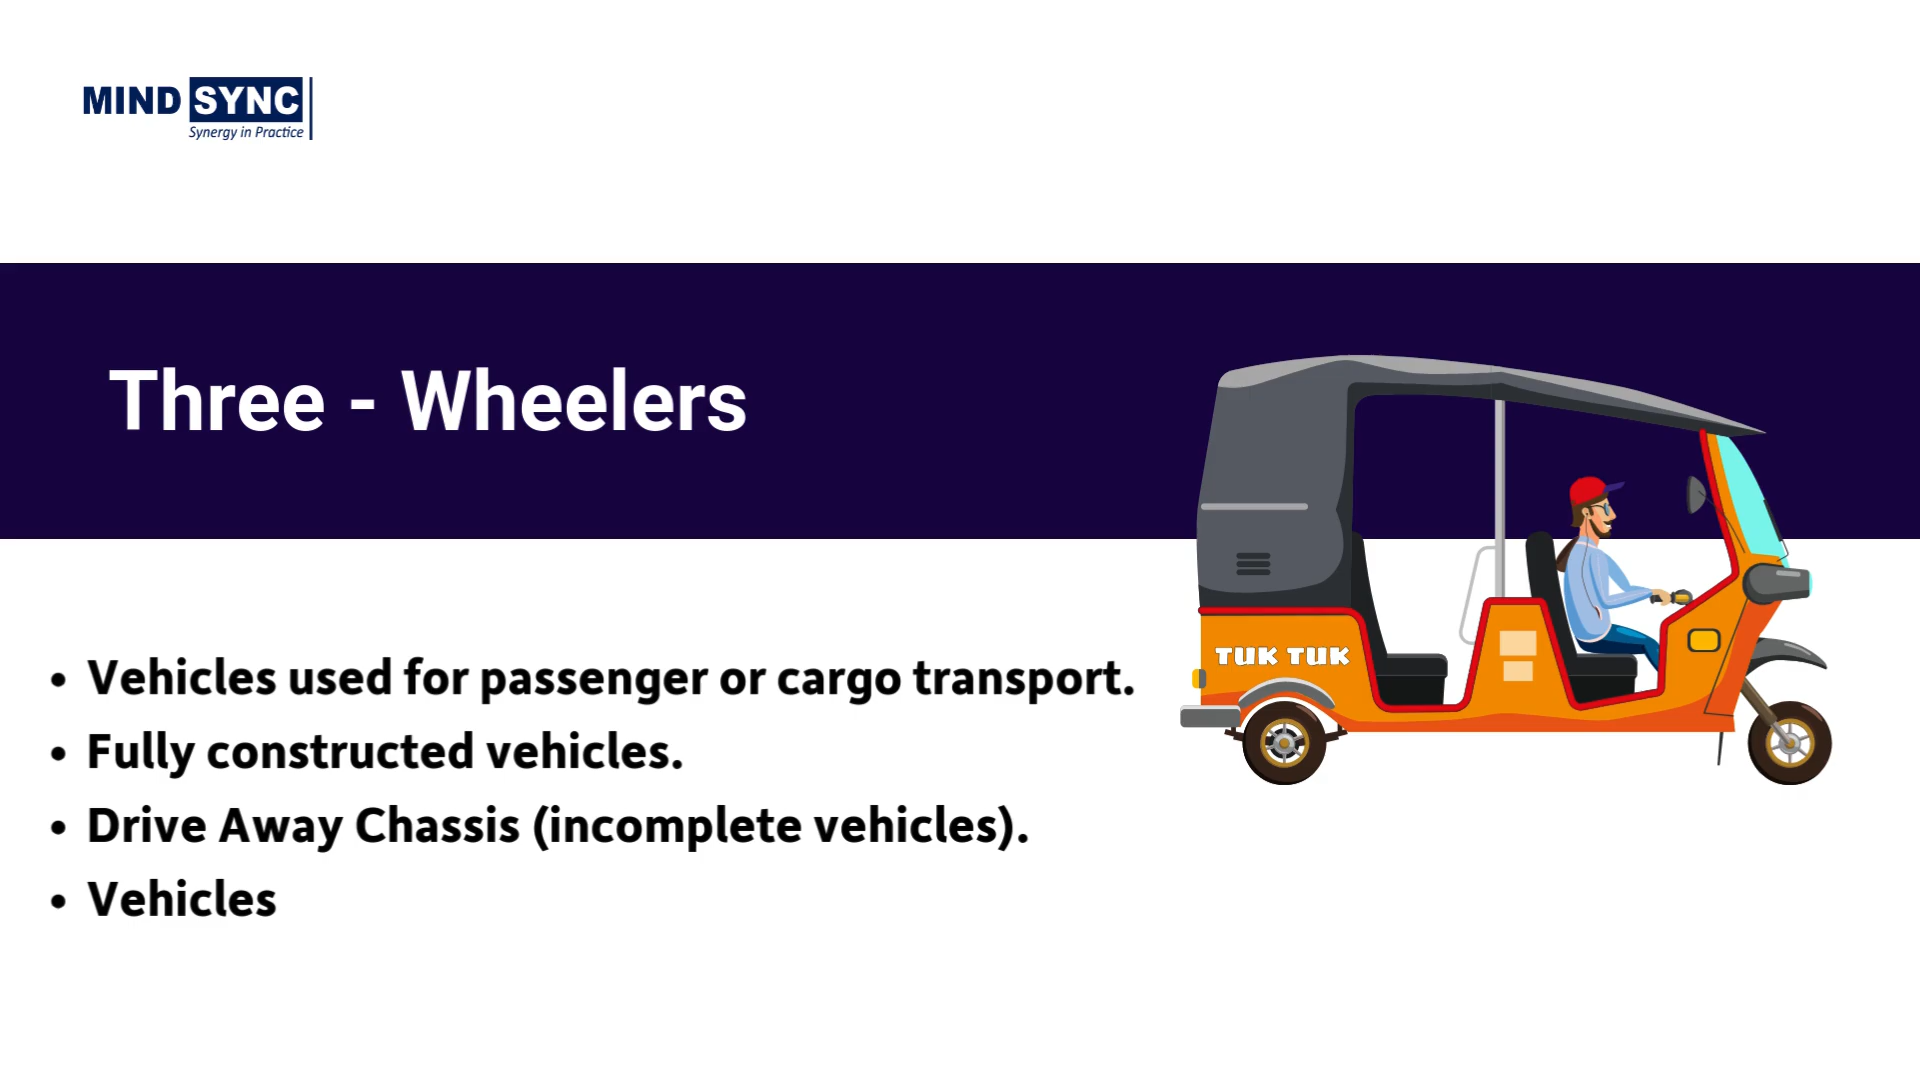 MIND SYNC
Synergy in Practice
Three - Wheelers
TUK TUK
• Vehicles used for passenger or cargo transport.
• Fully constructed vehicles.
• Drive Away Chassis (incomplete vehicles).
• Vehicles